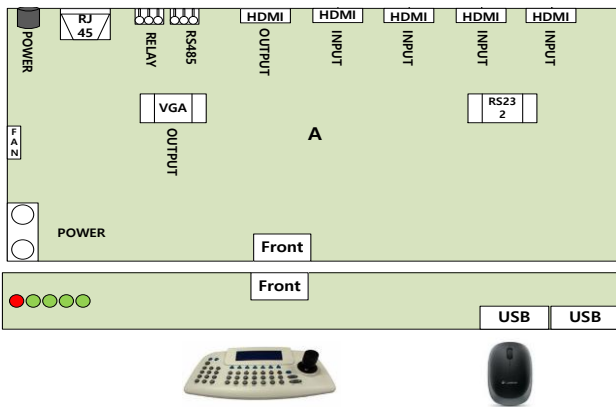 RJ
45
HDMI
HDMI
HDMI
HDMI
HDMI
POWER
RELAY
RS485
OUTPUT
INPUT
INPUT
INPUT
INPUT
VGA
OUTPUT
RS23
2
A
F
A
N
POWER
Front
Front
USB
USB